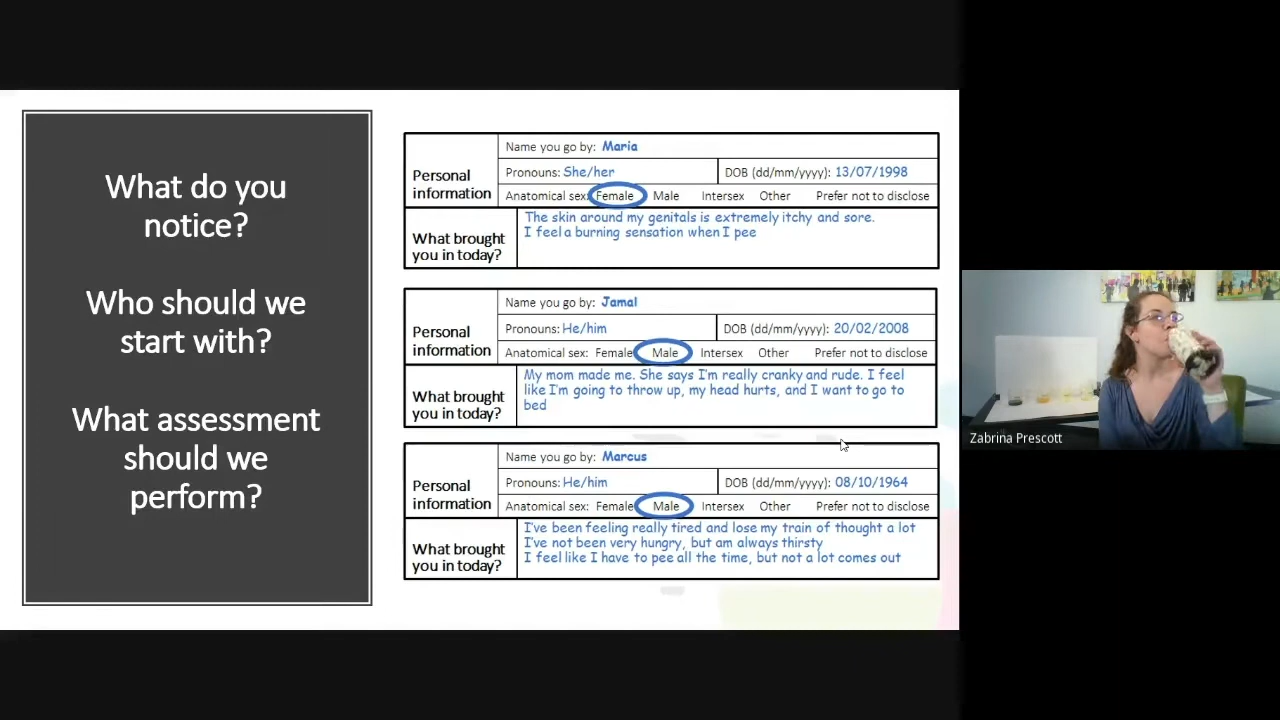 What do you
notice?
Who should we
start with?
What assessment
should we
perform?
Personal
information
Name you go by: Maria
Pronouns: She/her
DOB (dd/mm/yyyy): 13/07/1998
Anatomical sex: Female Male Intersex Other Prefer not to disclose
What brought
you in today?
The skin around my genitals is extremely itchy and sore.
I feel a burning sensation when I pee
Personal
information
Name you go by: Jamal
Pronouns: He/him
DOB (dd/mm/yyyy): 20/02/2008
Anatomical sex: Female Male Intersex Other Prefer not to disclose
What brought
you in today?
My mom made me. She says I'm really cranky and rude. I feel
like I'm going to throw up, my head hurts, and I want to go to
bed
Personal
information
Name you go by: Marcus
Pronouns: He/him
DOB (dd/mm/yyyy): 08/10/1964
Anatomical sex: Female Male Intersex Other Prefer not to disclose
What brought
you in today?
I've been feeling really tired and lose my train of thought a lot
I've not been very hungry, but am always thirsty
I feel like I have to pee all the time, but not a lot comes out
Zabrina Prescott